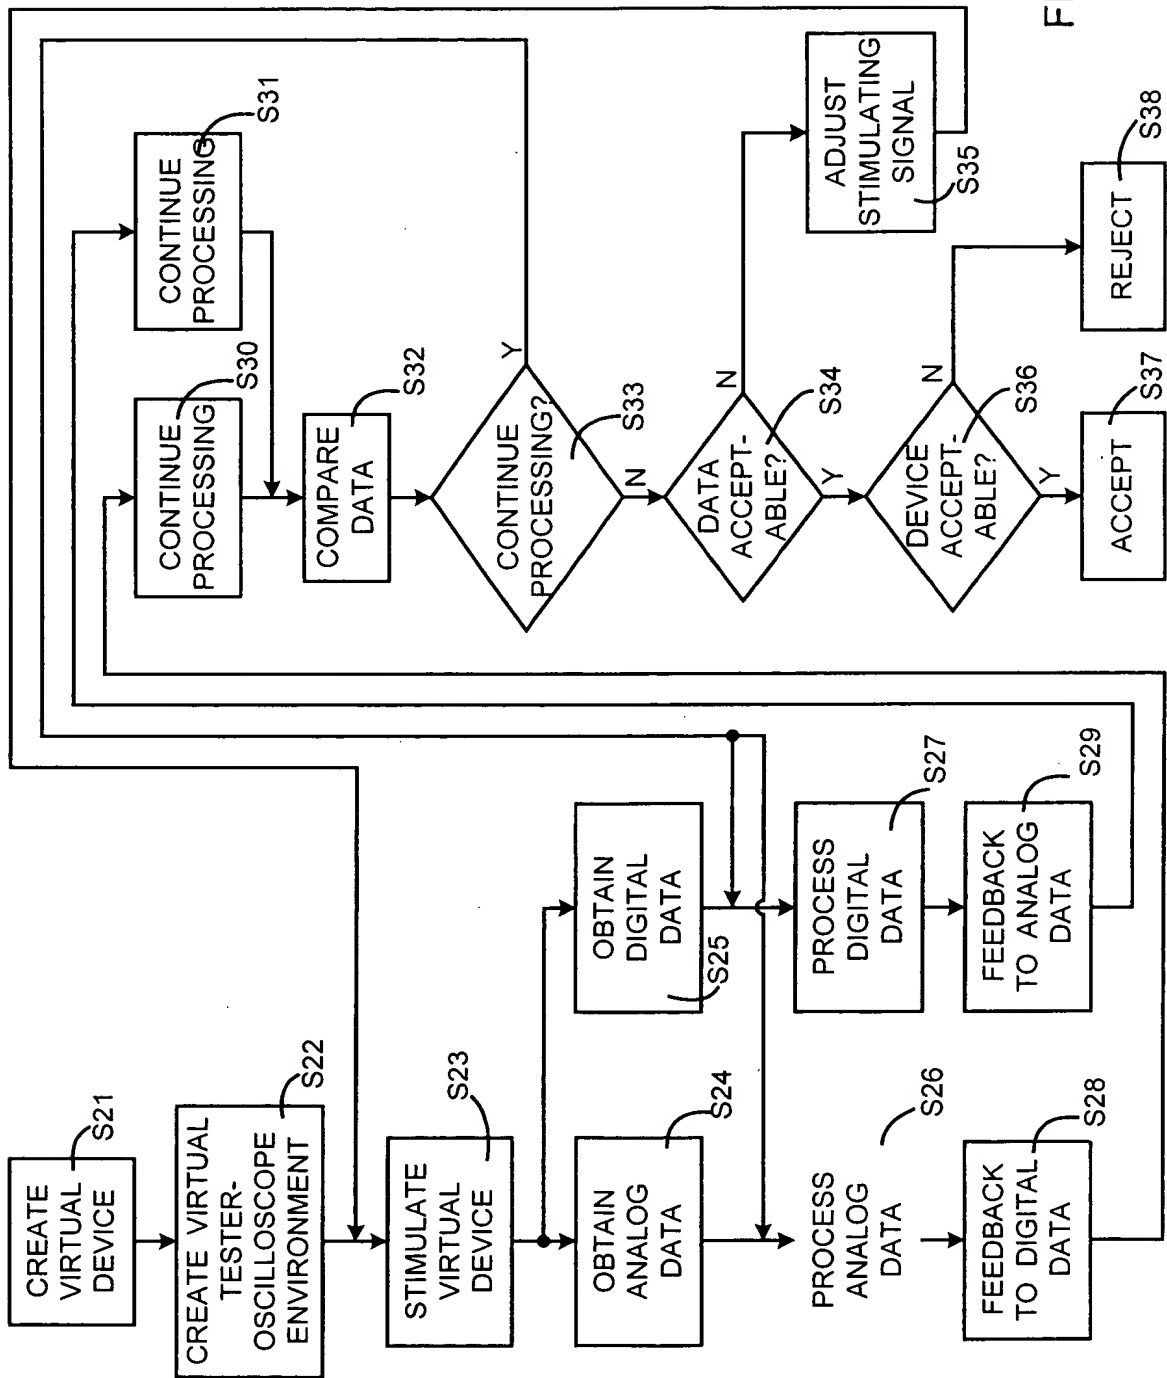 CREATE
VIRTUAL
DEVICE
S21
CREATE VIRTUAL
TESTER-
OSCILLOSCOPE
ENVIRONMENT
S22
STIMULATE
VIRTUAL
DEVICE
S23
OBTAIN
ANALOG
DATA
S24
OBTAIN
DIGITAL
DATA
S25
PROCESS
ANALOG
DATA
S26
PROCESS
DIGITAL
DATA
S27
FEEDBACK
TO DIGITAL
DATA
S28
FEEDBACK
TO ANALOG
DATA
S29
CONTINUE
PROCESSING
S30
CONTINUE
PROCESSING
S31
COMPARE
DATA
S32
CONTINUE
PROCESSING?
S33
Y
N
DATA
ACCEPT-
ABLE?
S34
N
Y
ADJUST
STIMULATING
SIGNAL
S35
DEVICE
ACCEPT-
ABLE?
S36
N
Y
ACCEPT
S37
REJECT
S38